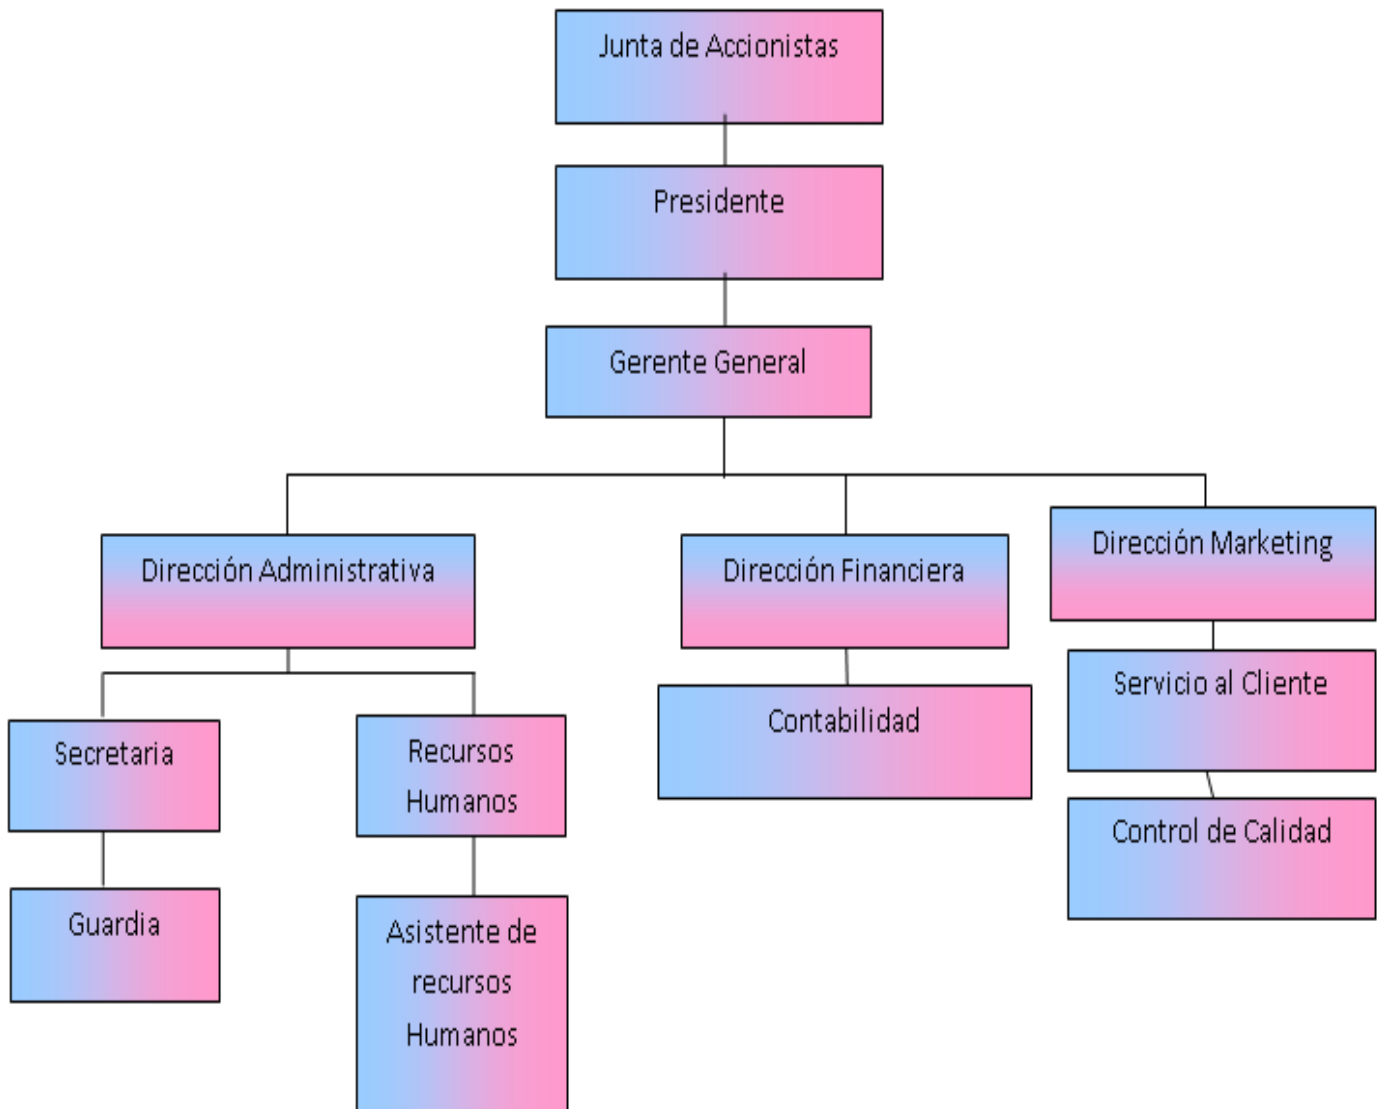 Junta de Accionistas
Presidente
Gerente General
Dirección Administrativa
Dirección Financiera
Dirección Marketing
Secretaria
Recursos
Humanos
Contabilidad
Servicio al Cliente
Guardia
Asistente de
recursos
Humanos
Control de Calidad